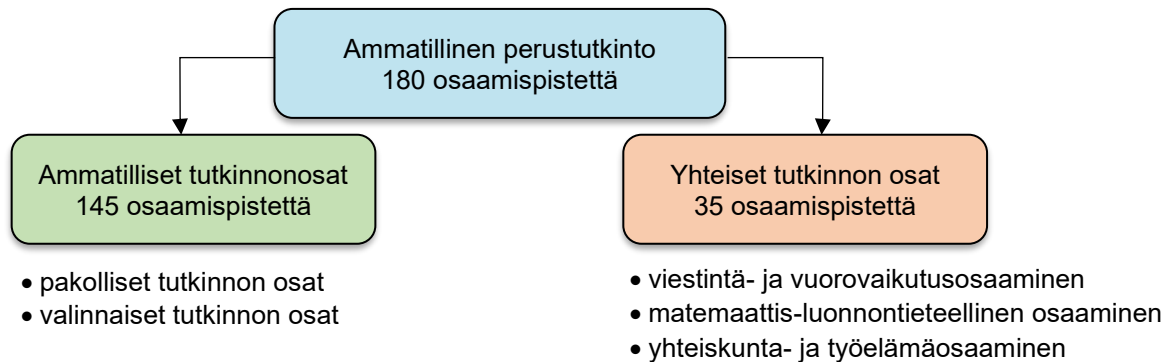 Ammatillinen perustutkinto
180 osaamispistettä
Ammatilliset tutkinnonosat
145 osaamispistettä
• pakolliset tutkinnon osat
• valinnaiset tutkinnon osat
Yhteiset tutkinnon osat
35 osaamispistettä
• viestintä- ja vuorovaikutusosaaminen
• matemaattis-luonnontieteellinen osaaminen
• yhteiskunta- ja työelämäosaaminen